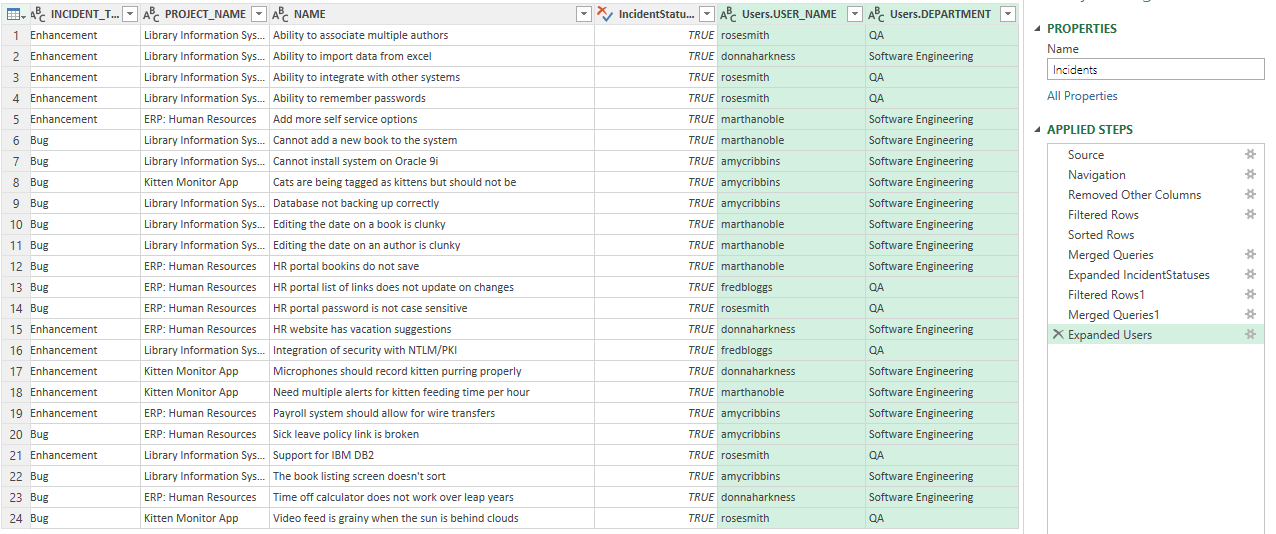 INCIDENT_T... PROJECT_NAME NAME IncidentStatu... Users.USER_NAME Users.DEPARTMENT
1 Enhancement Library Information Sys... Ability to associate multiple authors TRUE rosesmith QA
2 Enhancement Library Information Sys... Ability to import data from excel TRUE donnaharkness Software Engineering
3 Enhancement Library Information Sys... Ability to integrate with other systems TRUE rosesmith QA
4 Enhancement Library Information Sys... Ability to remember passwords TRUE rosesmith QA
5 Enhancement ERP: Human Resources Add more self service options TRUE marthanoble Software Engineering
6 Bug Library Information Sys... Cannot add a new book to the system TRUE marthanoble Software Engineering
7 Bug Library Information Sys... Cannot install system on Oracle 9i TRUE amycribbins Software Engineering
8 Bug Kitten Monitor App Cats are being tagged as kittens but should not be TRUE amycribbins Software Engineering
9 Bug Library Information Sys... Database not backing up correctly TRUE amycribbins Software Engineering
10 Bug Library Information Sys... Editing the date on a book is clunky TRUE marthanoble Software Engineering
11 Bug Library Information Sys... Editing the date on an author is clunky TRUE marthanoble Software Engineering
12 Bug ERP: Human Resources HR portal bookins do not save TRUE marthanoble Software Engineering
13 Bug ERP: Human Resources HR portal list of links does not update on changes TRUE fredbloggs QA
14 Bug ERP: Human Resources HR portal password is not case sensitive TRUE rosesmith QA
15 Enhancement ERP: Human Resources HR website has vacation suggestions TRUE donnaharkness Software Engineering
16 Enhancement Library Information Sys... Integration of security with NTLM/PKI TRUE fredbloggs QA
17 Enhancement Kitten Monitor App Microphones should record kitten purring properly TRUE donnaharkness Software Engineering
18 Enhancement Kitten Monitor App Need multiple alerts for kitten feeding time per hour TRUE marthanoble Software Engineering
19 Enhancement ERP: Human Resources Payroll system should allow for wire transfers TRUE amycribbins Software Engineering
20 Bug ERP: Human Resources Sick leave policy link is broken TRUE amycribbins Software Engineering
21 Enhancement Library Information Sys... Support for IBM DB2 TRUE rosesmith QA
22 Bug Library Information Sys... The book listing screen doesn't sort TRUE amycribbins Software Engineering
23 Bug ERP: Human Resources Time off calculator does not work over leap years TRUE donnaharkness Software Engineering
24 Bug Kitten Monitor App Video feed is grainy when the sun is behind clouds TRUE rosesmith QA
PROPERTIES
Name
Incidents
All Properties
APPLIED STEPS
Source
Navigation
Removed Other Columns
Filtered Rows
Sorted Rows
Merged Queries
Expanded IncidentStatuses
Filtered Rows1
Merged Queries1
Expanded Users